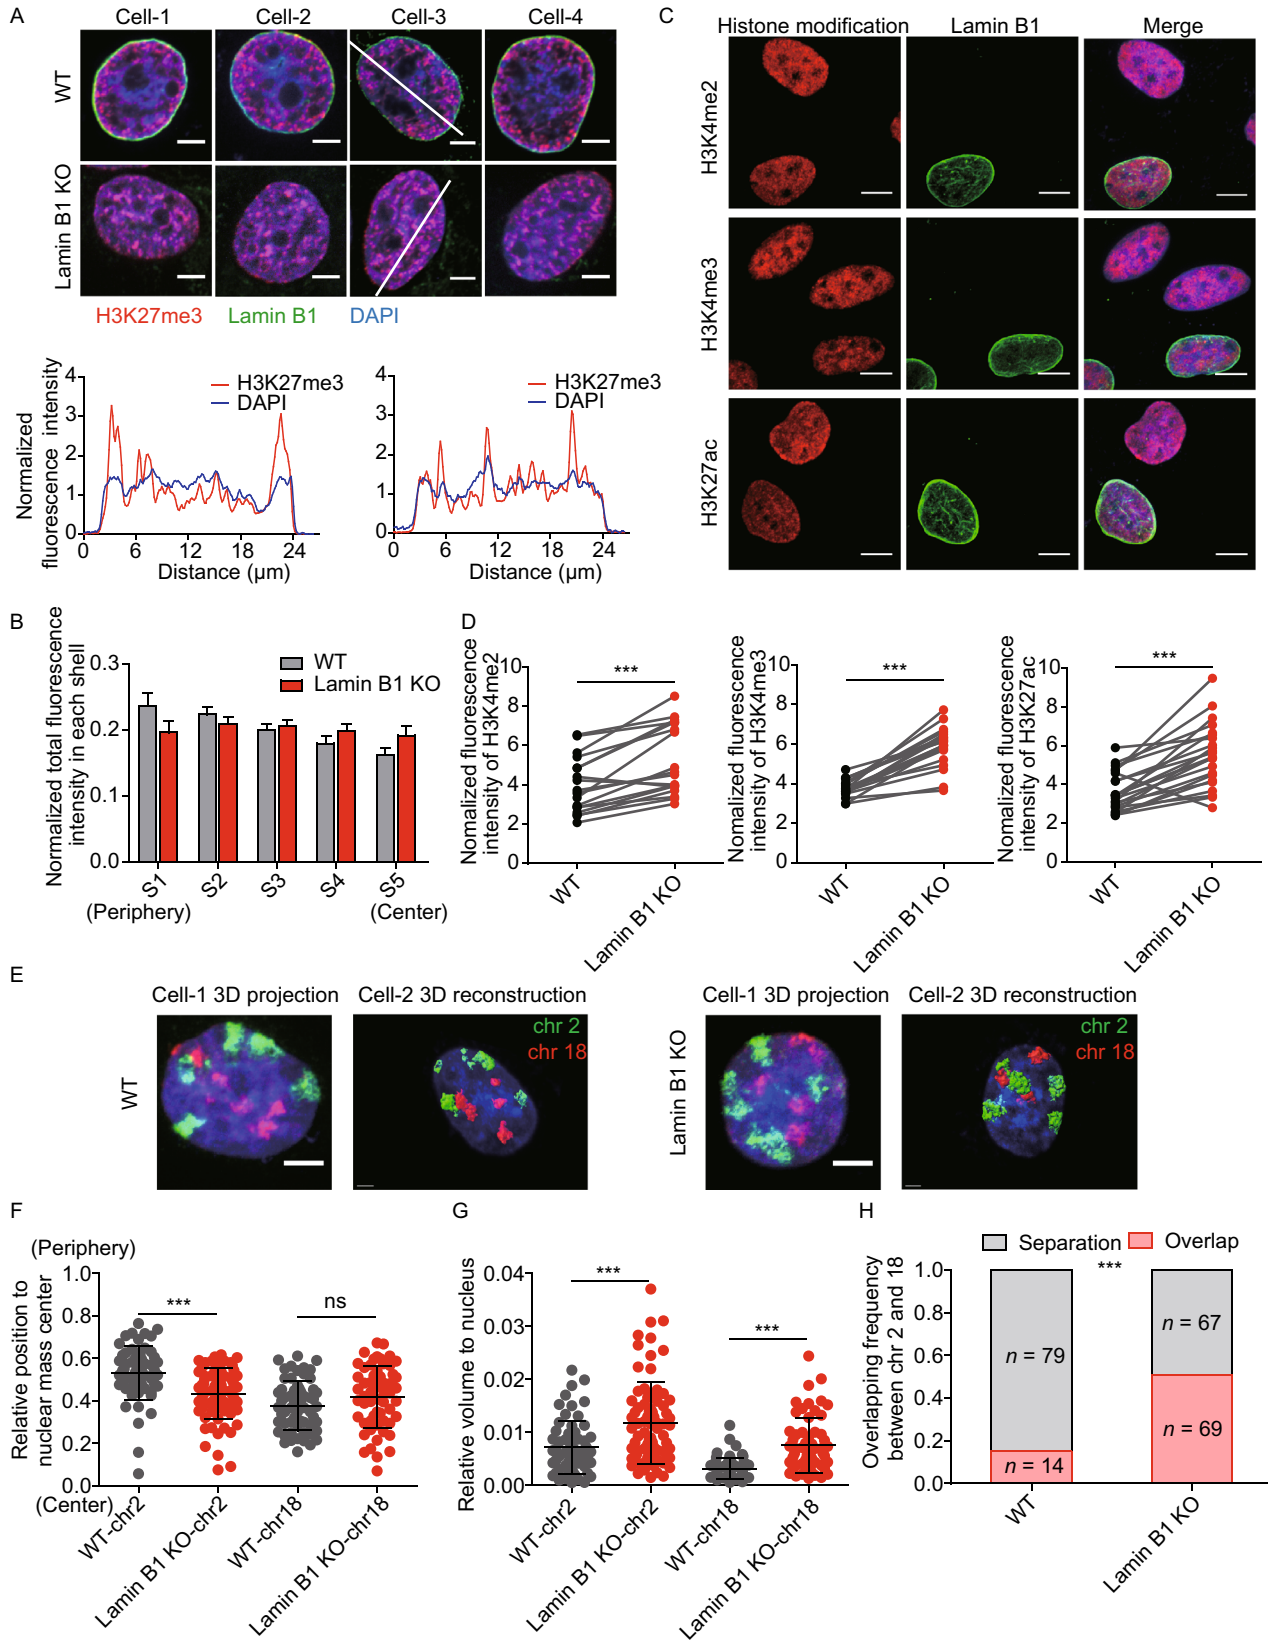 A
Cell-1 Cell-2 Cell-3 Cell-4
WT
Lamin B1 KO
H3K27me3 Lamin B1 DAPI
Normalized
fluorescence intensity
4
3
2
1
0
H3K27me3
DAPI
0 6 12 18 24
Distance (µm)
4
3
2
1
0
H3K27me3
DAPI
0 6 12 18 24
Distance (µm)
C
Histone modification Lamin B1 Merge
H3K4me2
H3K4me3
H3K27ac
B
Normalized total fluorescence
intensity in each shell
0.3
0.2
0.1
0.0
WT
Lamin B1 KO
S1 S2 S3 S4 S5
(Periphery) (Center)
D
Nomalized fluorescence
intensity of H3K4me2
10
8
6
4
2
0
***
WT
Lamin B1 KO
Nomalized fluorescence
intensity of H3K4me3
10
8
6
4
2
0
***
WT
Lamin B1 KO
Nomalized fluorescence
intensity of H3K27ac
10
8
6
4
2
0
***
WT
Lamin B1 KO
E
Cell-1 3D projection Cell-2 3D reconstruction
WT
chr 2
chr 18
Cell-1 3D projection Cell-2 3D reconstruction
Lamin B1 KO
chr 2
chr 18
F
(Periphery)
Relative position to
nuclear mass center
1.0
0.8
0.6
0.4
0.2
0.0
(Center)
***
ns
WT-chr2
Lamin B1 KO-chr2
WT-chr18
Lamin B1 KO-chr18
G
Relative volume to nucleus
0.04
0.03
0.02
0.01
0.00
***
***
WT-chr2
Lamin B1 KO-chr2
WT-chr18
Lamin B1 KO-chr18
H
Separation Overlap
Overlapping frequency
between chr 2 and 18
1.0
0.8
0.6
0.4
0.2
0.0
***
n = 79
n = 14
n = 67
n = 69
WT
Lamin B1 KO